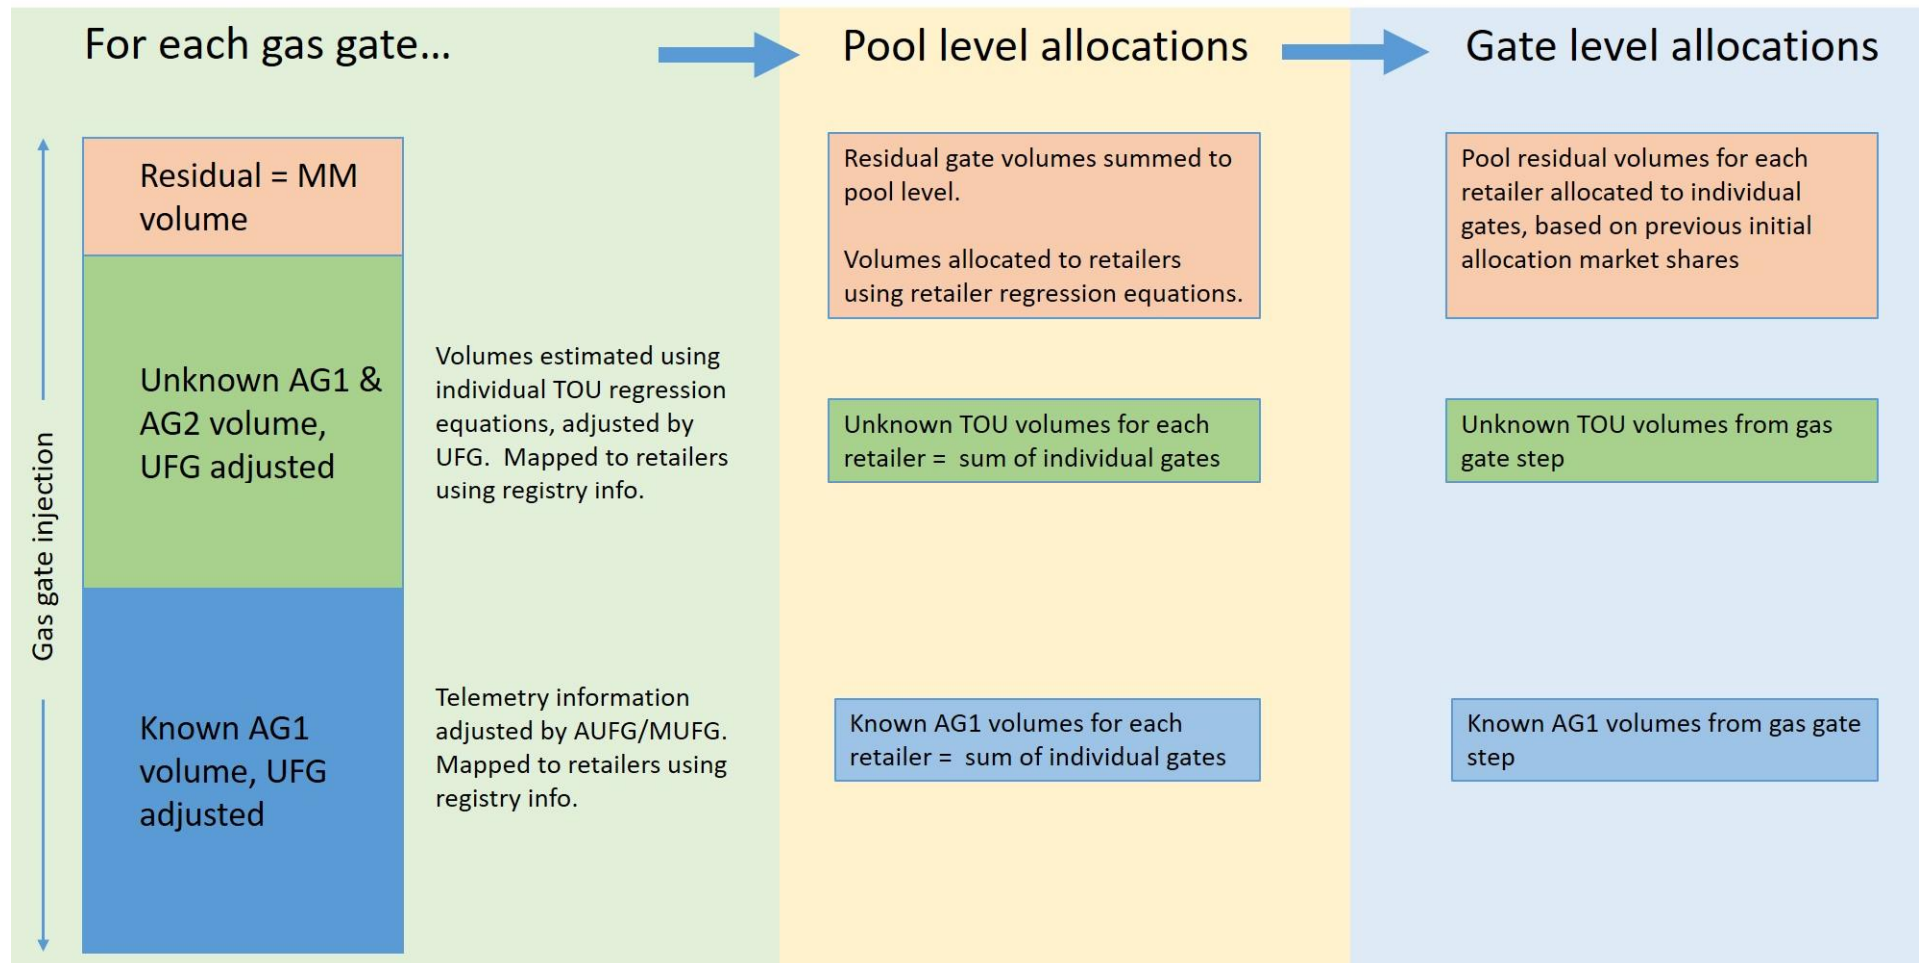 For each gas gate...
Pool level allocations
Gate level allocations
Gas gate injection
Residual = MM
volume
Unknown AG1 &
AG2 volume,
UFG adjusted
Known AG1
volume, UFG
adjusted
Volumes estimated using
individual TOU regression
equations, adjusted by
UFG.  Mapped to retailers
using registry info.
Telemetry information
adjusted by AUFG/MUFG.
Mapped to retailers using
registry info.
Residual gate volumes summed to
pool level.
Volumes allocated to retailers
using retailer regression equations.
Unknown TOU volumes for each
retailer =  sum of individual gates
Known AG1 volumes for each
retailer =  sum of individual gates
Pool residual volumes for each
retailer allocated to individual
gates, based on previous initial
allocation market shares
Unknown TOU volumes from gas
gate step
Known AG1 volumes from gas gate
step